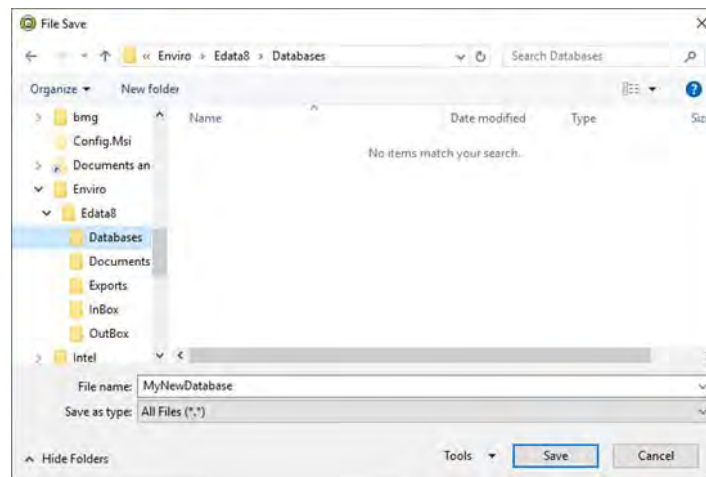 File Save
« Enviro > Edata8 > Databases
Search Databases
Organize
New folder
Name
Date modified
Type
bmg
No items match your search.
Config.Msi
Documents an
Enviro
Edata8
Databases
Documents
Exports
InBox
OutBox
Intel
File name: MyNewDatabase
Save as type: All Files (*.*)
Hide Folders
Tools
Save
Cancel